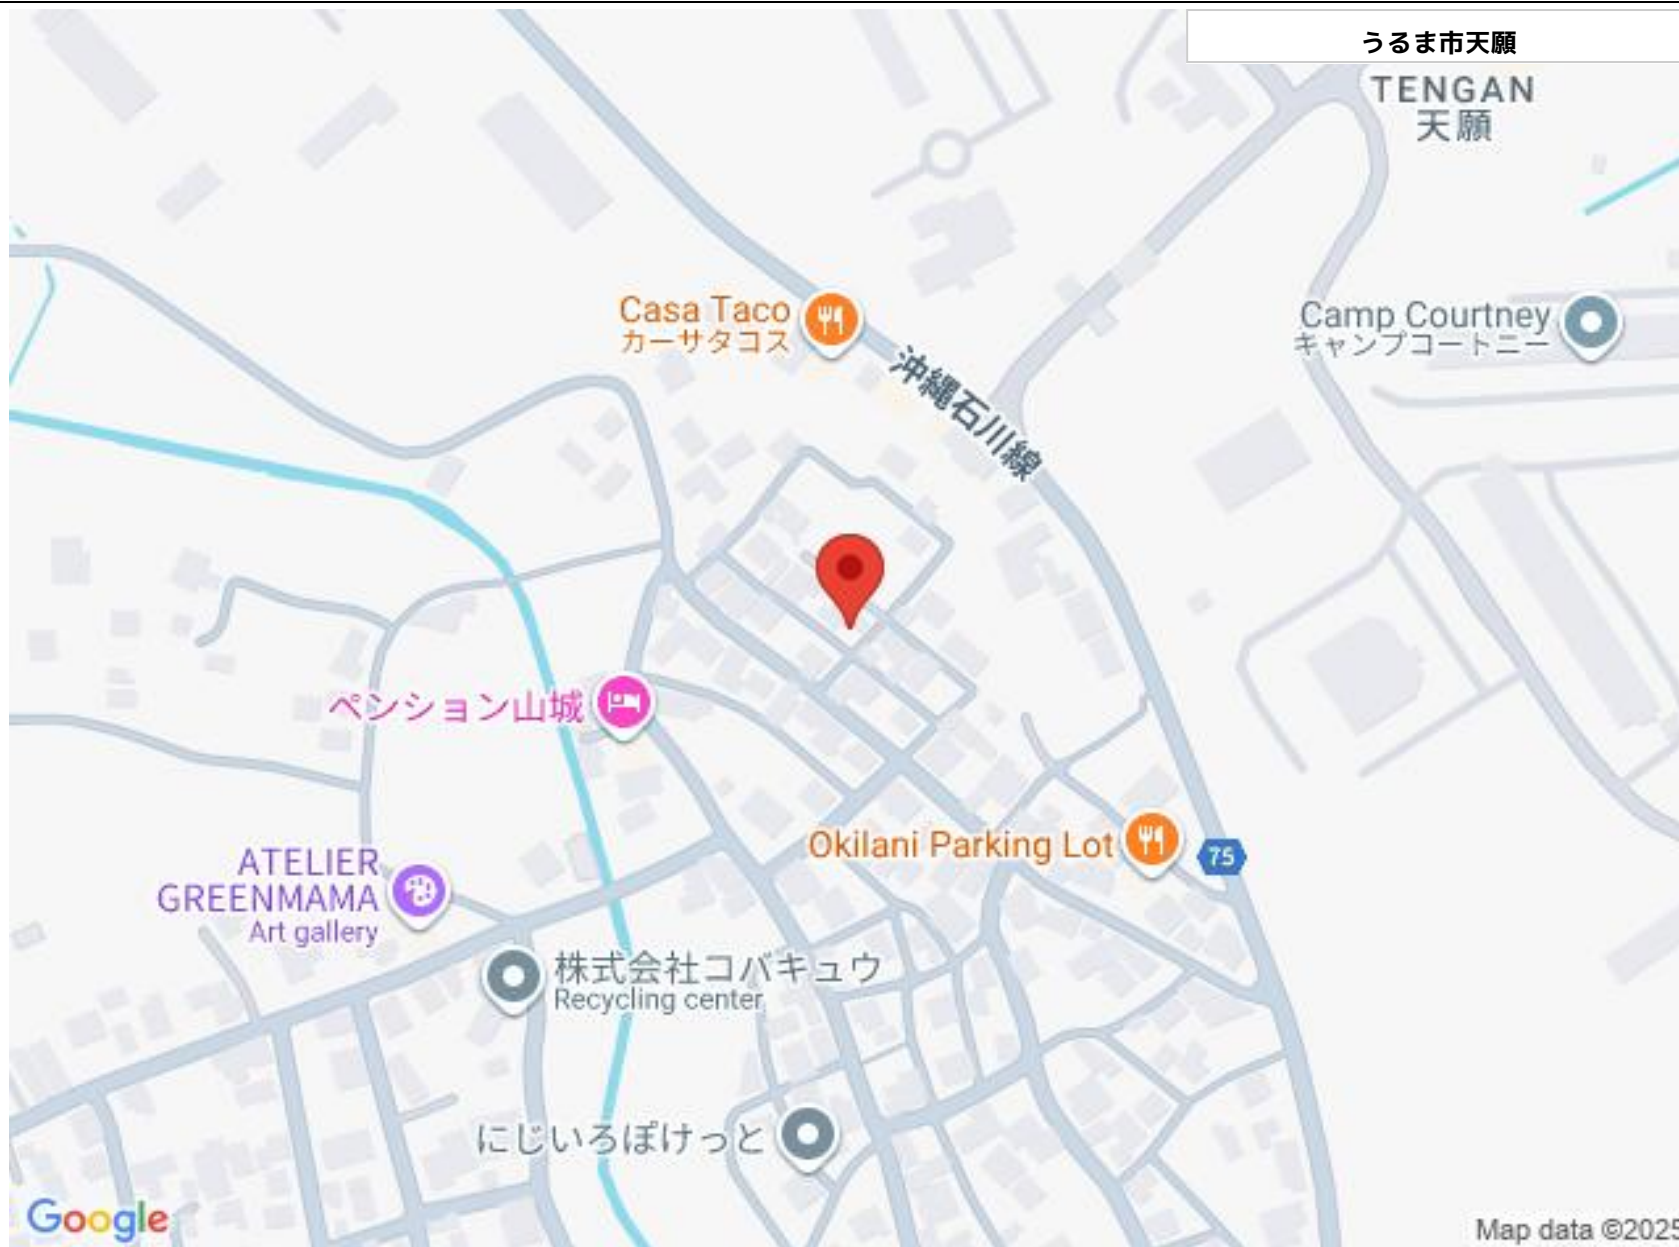 うるま市天願
TENGAN
天願
Casa Taco
カーサタコス
沖縄石川線
Camp Courtney
キャンプコートニー
ペンション山城
Okilani Parking Lot
75
ATELIER
GREENMAMA
Art gallery
株式会社コバキュウ
Recycling center
にじいろぽけっと
Google
Map data ©2025